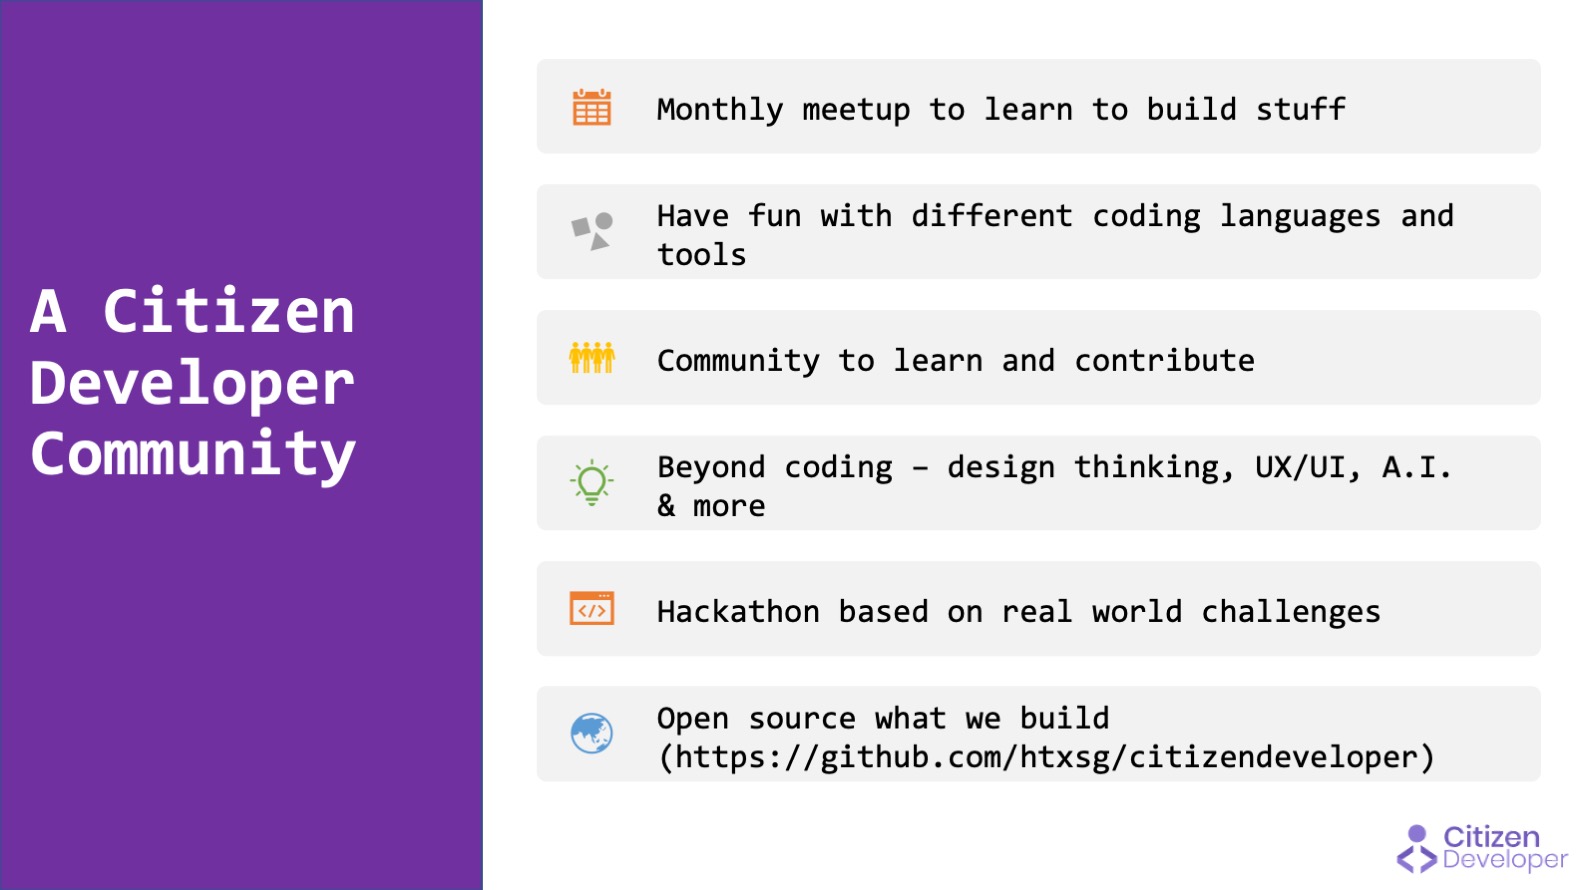 A Citizen
Developer
Community
Monthly meetup to learn to build stuff
Have fun with different coding languages and
tools
Community to learn and contribute
Beyond coding – design thinking, UX/UI, A.I.
& more
Hackathon based on real world challenges
Open source what we build
(https://github.com/htxsg/citizendeveloper)
Citizen
Developer